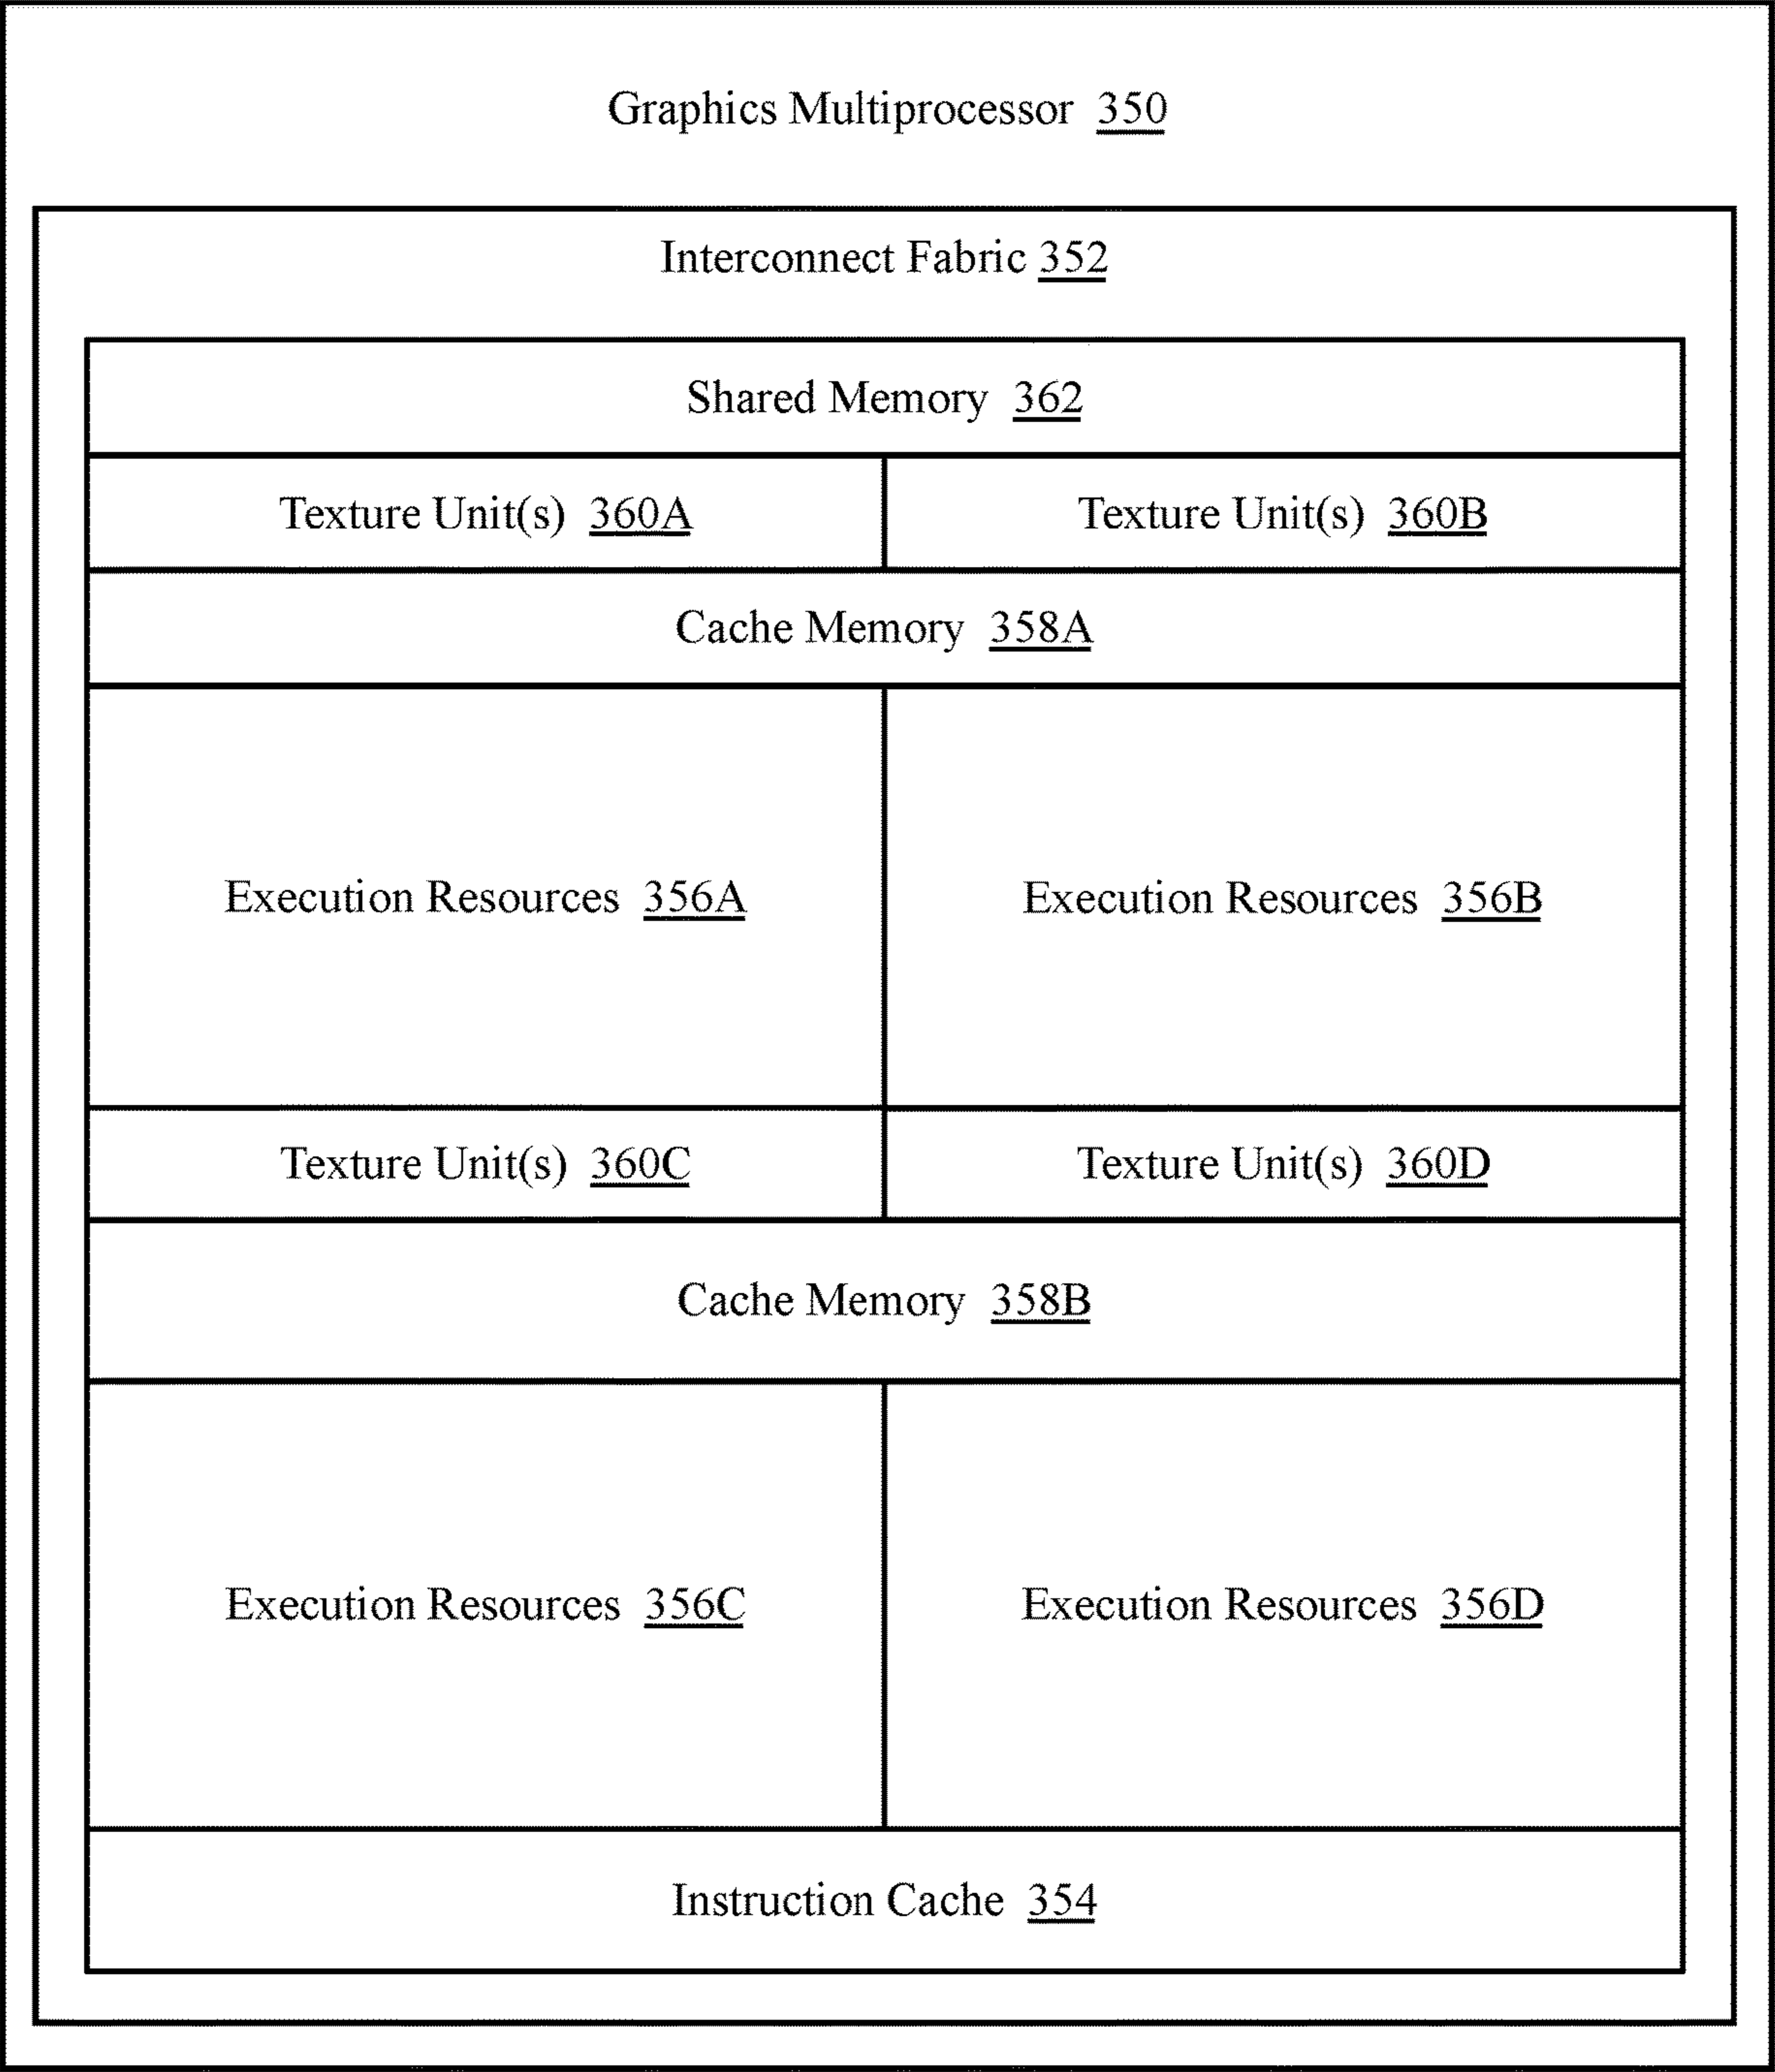 Graphics Multiprocessor 350
Interconnect Fabric 352
Shared Memory 362
Texture Unit(s) 360A
Texture Unit(s) 360B
Cache Memory 358A
Execution Resources 356A
Execution Resources 356B
Texture Unit(s) 360C
Texture Unit(s) 360D
Cache Memory 358B
Execution Resources 356C
Execution Resources 356D
Instruction Cache 354